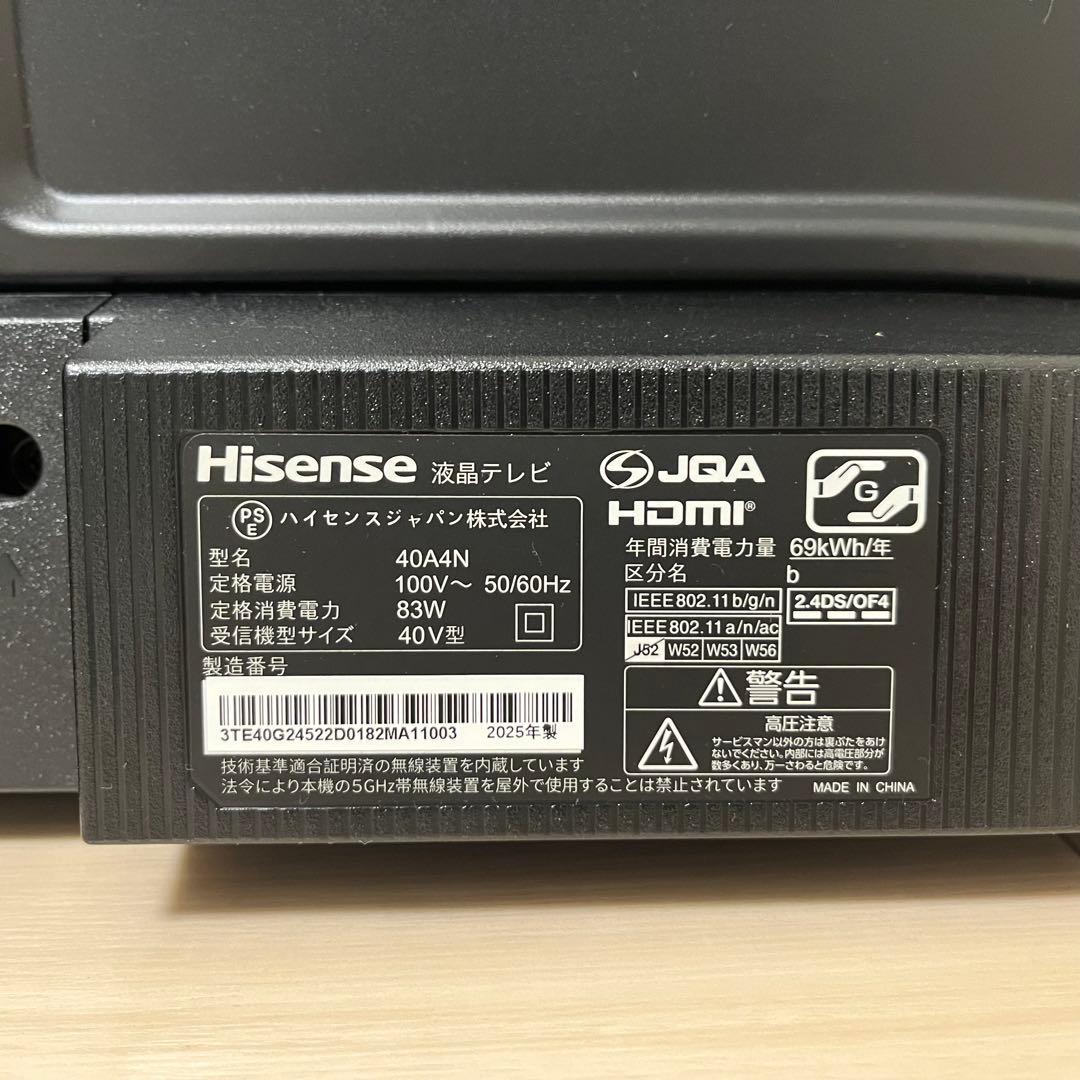 Hisense 液晶テレビ
PS
E
ハイセンスジャパン株式会社
型名 40A4N
定格電源 100V～ 50/60Hz
定格消費電力 83W
受信機型サイズ 40V型
製造番号
3TE40G24522D0182MA11003 2025年製
技術基準適合証明済の無線装置を内蔵しています
法令により本機の5GHz帯無線装置を屋外で使用することは禁止されています
JQA
HDMI®
G
年間消費電力量 69kWh/年
区分名 b
IEEE802.11b/g/n
2.4DS/OF4
IEEE802.11a/n/ac
J52 W52 W53 W56
警告
高圧注意
サービスマン以外の方は裏ぶたをあけ
ないでください。内部には高電圧部分が
数多くあり、万一さわると危険です。
MADE IN CHINA